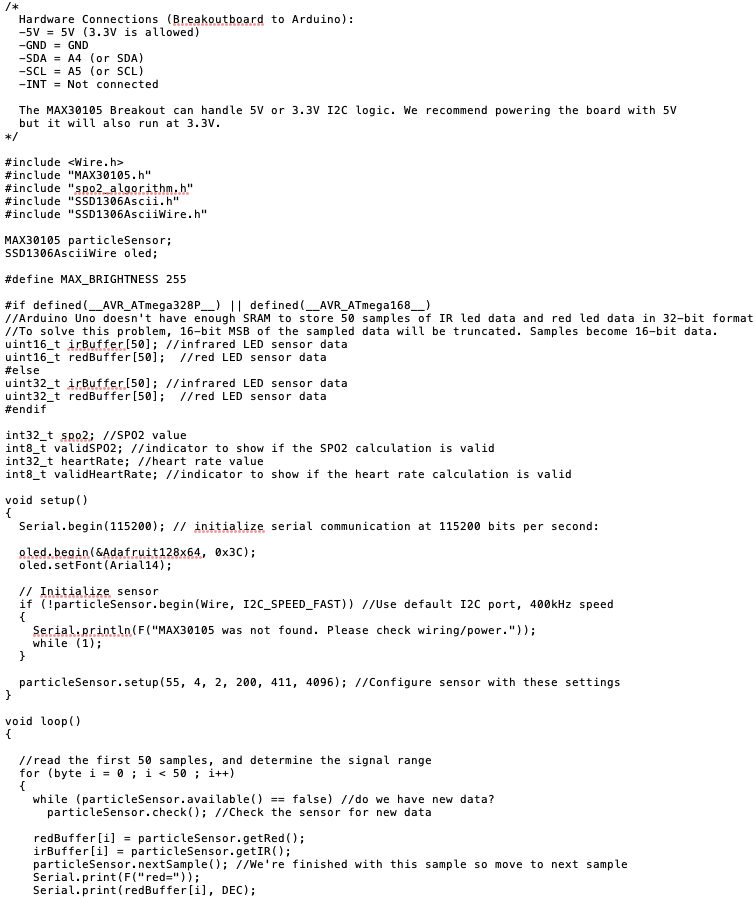 /*
  Hardware Connections (Breakoutboard to Arduino):
  -5V = 5V (3.3V is allowed)
  -GND = GND
  -SDA = A4 (or SDA)
  -SCL = A5 (or SCL)
  -INT = Not connected

  The MAX30105 Breakout can handle 5V or 3.3V I2C logic. We recommend powering the board with 5V
  but it will also run at 3.3V.
*/

#include <Wire.h>
#include "MAX30105.h"
#include "spo2_algorithm.h"
#include "SSD1306Ascii.h"
#include "SSD1306AsciiWire.h"

MAX30105 particleSensor;
SSD1306AsciiWire oled;

#define MAX_BRIGHTNESS 255

#if defined(__AVR_ATmega328P__) || defined(__AVR_ATmega168__)
//Arduino Uno doesn't have enough SRAM to store 50 samples of IR led data and red led data in 32-bit format
//To solve this problem, 16-bit MSB of the sampled data will be truncated. Samples become 16-bit data.
uint16_t irBuffer[50]; //infrared LED sensor data
uint16_t redBuffer[50];  //red LED sensor data
#else
uint32_t irBuffer[50]; //infrared LED sensor data
uint32_t redBuffer[50];  //red LED sensor data
#endif

int32_t spo2; //SPO2 value
int8_t validSPO2; //indicator to show if the SPO2 calculation is valid
int32_t heartRate; //heart rate value
int8_t validHeartRate; //indicator to show if the heart rate calculation is valid

void setup()
{
  Serial.begin(115200); // initialize serial communication at 115200 bits per second:

  oled.begin(&Adafruit128x64, 0x3C);
  oled.setFont(Arial14);

  // Initialize sensor
  if (!particleSensor.begin(Wire, I2C_SPEED_FAST)) //Use default I2C port, 400kHz speed
  {
    Serial.println(F("MAX30105 was not found. Please check wiring/power."));
    while (1);
  }

  particleSensor.setup(55, 4, 2, 200, 411, 4096); //Configure sensor with these settings
}

void loop()
{

  //read the first 50 samples, and determine the signal range
  for (byte i = 0 ; i < 50 ; i++)
  {
    while (particleSensor.available() == false) //do we have new data?
      particleSensor.check(); //Check the sensor for new data

    redBuffer[i] = particleSensor.getRed();
    irBuffer[i] = particleSensor.getIR();
    particleSensor.nextSample(); //We're finished with this sample so move to next sample
    Serial.print(F("red="));
    Serial.print(redBuffer[i], DEC);